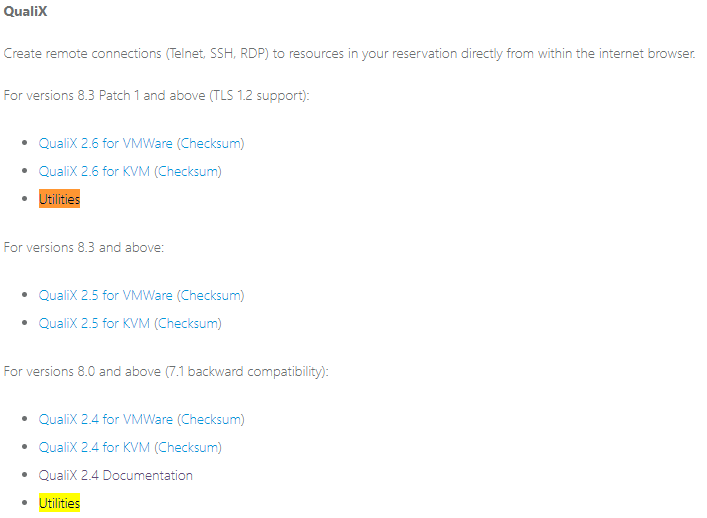 QualiX
Create remote connections (Telnet, SSH, RDP) to resources in your reservation directly from within the internet browser.
For versions 8.3 Patch 1 and above (TLS 1.2 support):
QualiX 2.6 for VMWare (Checksum)
QualiX 2.6 for KVM (Checksum)
Utilities
For versions 8.3 and above:
QualiX 2.5 for VMWare (Checksum)
QualiX 2.5 for KVM (Checksum)
For versions 8.0 and above (7.1 backward compatibility):
QualiX 2.4 for VMWare (Checksum)
QualiX 2.4 for KVM (Checksum)
QualiX 2.4 Documentation
Utilities